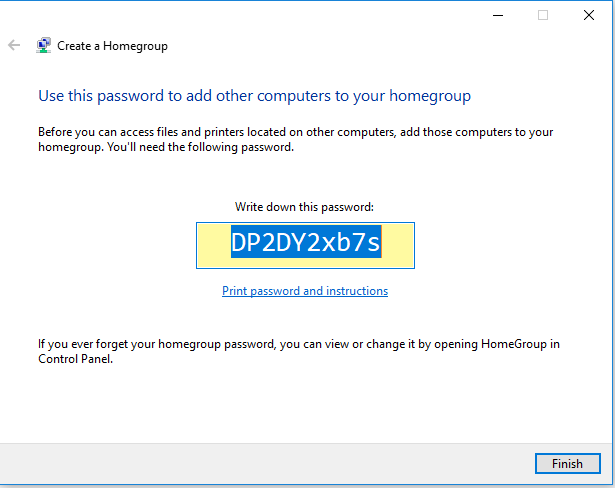 Create a Homegroup
Use this password to add other computers to your homegroup
Before you can access files and printers located on other computers, add those computers to your
homegroup. You'll need the following password.
Write down this password:
DP2DY2xb7s
Print password and instructions
If you ever forget your homegroup password, you can view or change it by opening HomeGroup in
Control Panel.
Finish